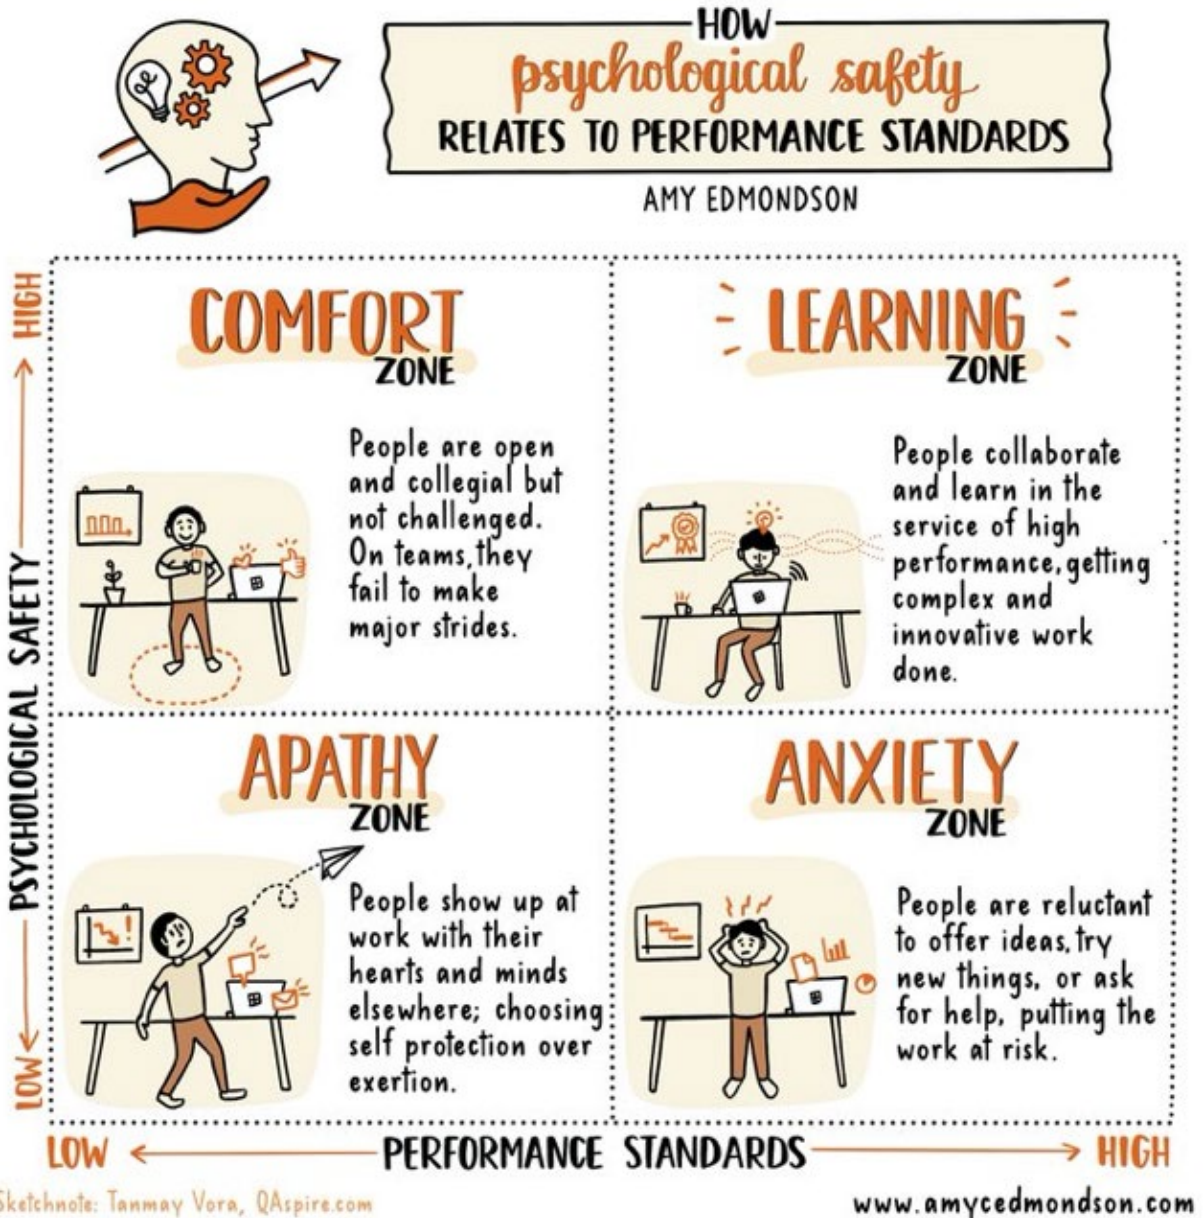 HOW
psychological safety
RELATES TO PERFORMANCE STANDARDS
AMY EDMONDSON
HIGH
PSYCHOLOGICAL SAFETY
LOW
COMFORT
ZONE
People are open
and collegial but
not challenged.
On teams, they
fail to make
major strides.
LEARNING
ZONE
People collaborate
and learn in the
service of high
performance, getting
complex and
innovative work
done.
APATHY
ZONE
People show up at
work with their
hearts and minds
elsewhere; choosing
self protection over
exertion.
ANXIETY
ZONE
People are reluctant
to offer ideas, try
new things, or ask
for help, putting the
work at risk.
LOW PERFORMANCE STANDARDS HIGH
Sketchnote: Tanmay Vora, QAspire.com
www.amycedmondson.com